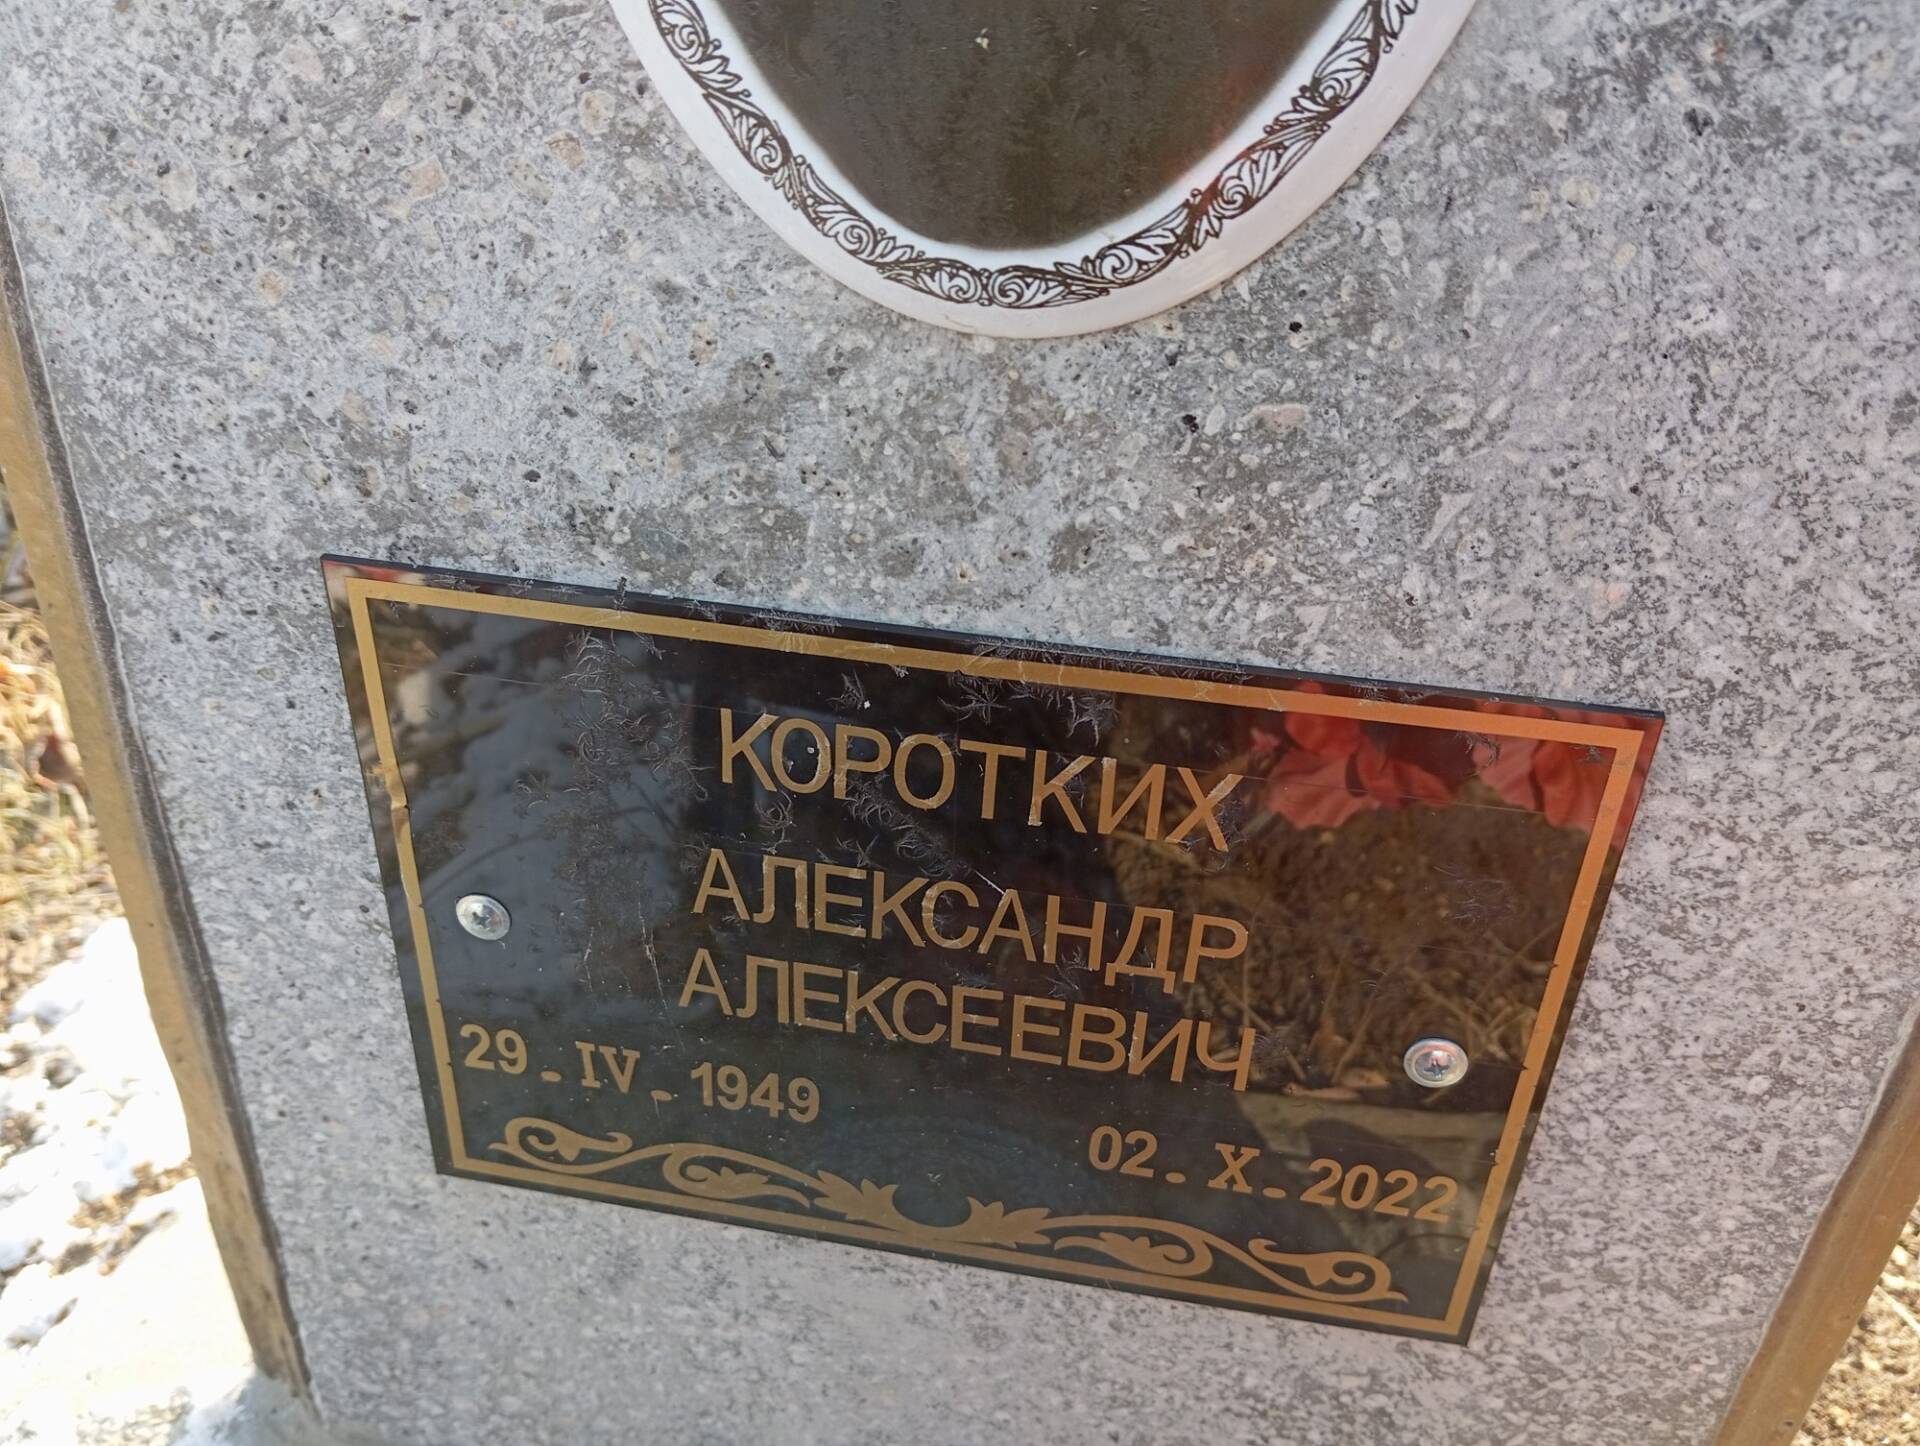 КОРОТКИХ
АЛЕКСАНДР
АЛЕКСЕЕВИЧ
29.IV.1949
02.X.2022